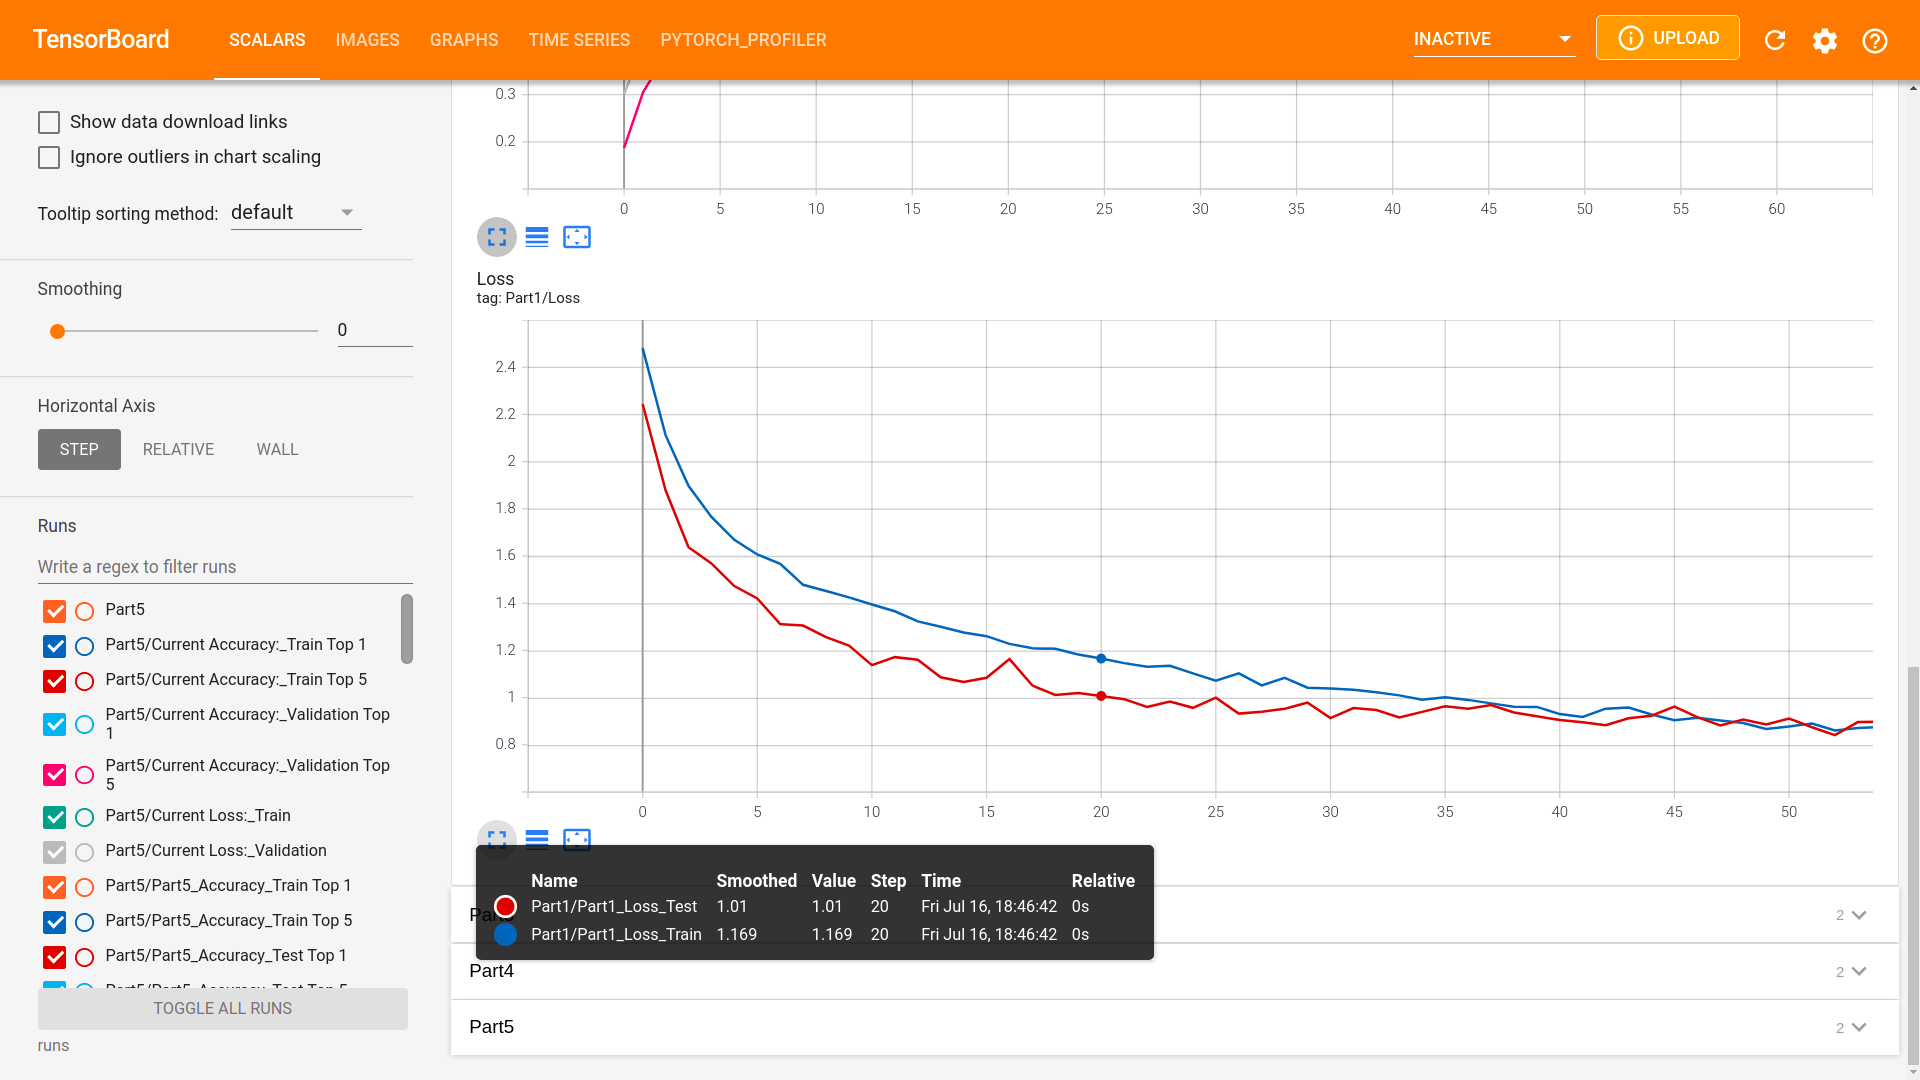 TensorBoard
SCALARS IMAGES GRAPHS TIME SERIES PYTORCH_PROFILER
INACTIVE
UPLOAD
Show data download links
Ignore outliers in chart scaling
Tooltip sorting method: default
Smoothing
0
Horizontal Axis
STEP RELATIVE WALL
Runs
Write a regex to filter runs
Part5
Part5/Current Accuracy:_Train Top 1
Part5/Current Accuracy:_Train Top 5
Part5/Current Accuracy:_Validation Top
1
Part5/Current Accuracy:_Validation Top
5
Part5/Current Loss:_Train
Part5/Current Loss:_Validation
Part5/Part5_Accuracy_Train Top 1
Part5/Part5_Accuracy_Train Top 5
Part5/Part5_Accuracy_Test Top 1
Part5/Part5_Accuracy_Test Top 5
TOGGLE ALL RUNS
runs
0.3
0.2
0 5 10 15 20 25 30 35 40 45 50 55 60
Loss
tag: Part1/Loss
2.4
2.2
2
1.8
1.6
1.4
1.2
1
0.8
0 5 10 15 20 25 30 35 40 45 50
Name Smoothed Value Step Time Relative
Part1/Part1_Loss_Test 1.01 1.01 20 Fri Jul 16, 18:46:42 0s
Part1/Part1_Loss_Train 1.169 1.169 20 Fri Jul 16, 18:46:42 0s
2
Part4 2
Part5 2